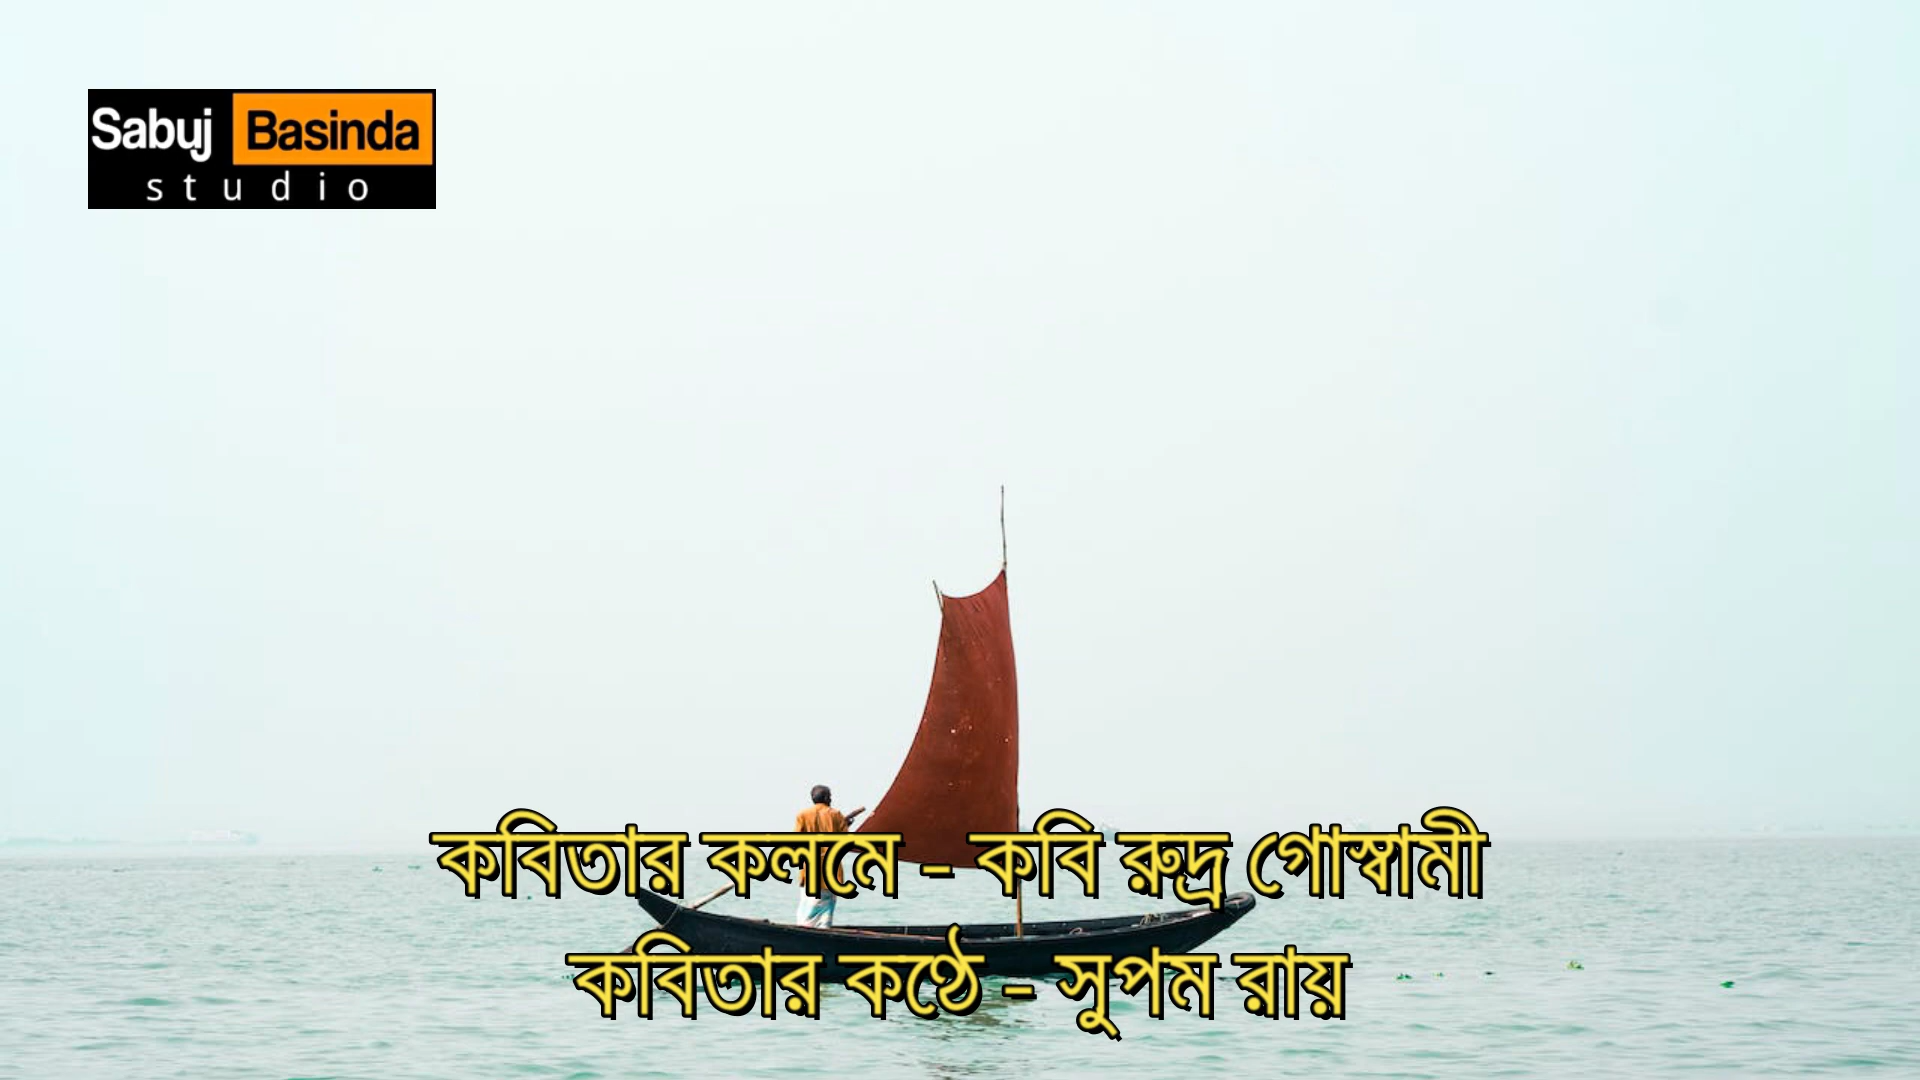 Sabuj Basinda
studio
কবিতার কলমে - কবি রুদ্র গোস্বামী
কবিতার কণ্ঠে - সুপম রায়